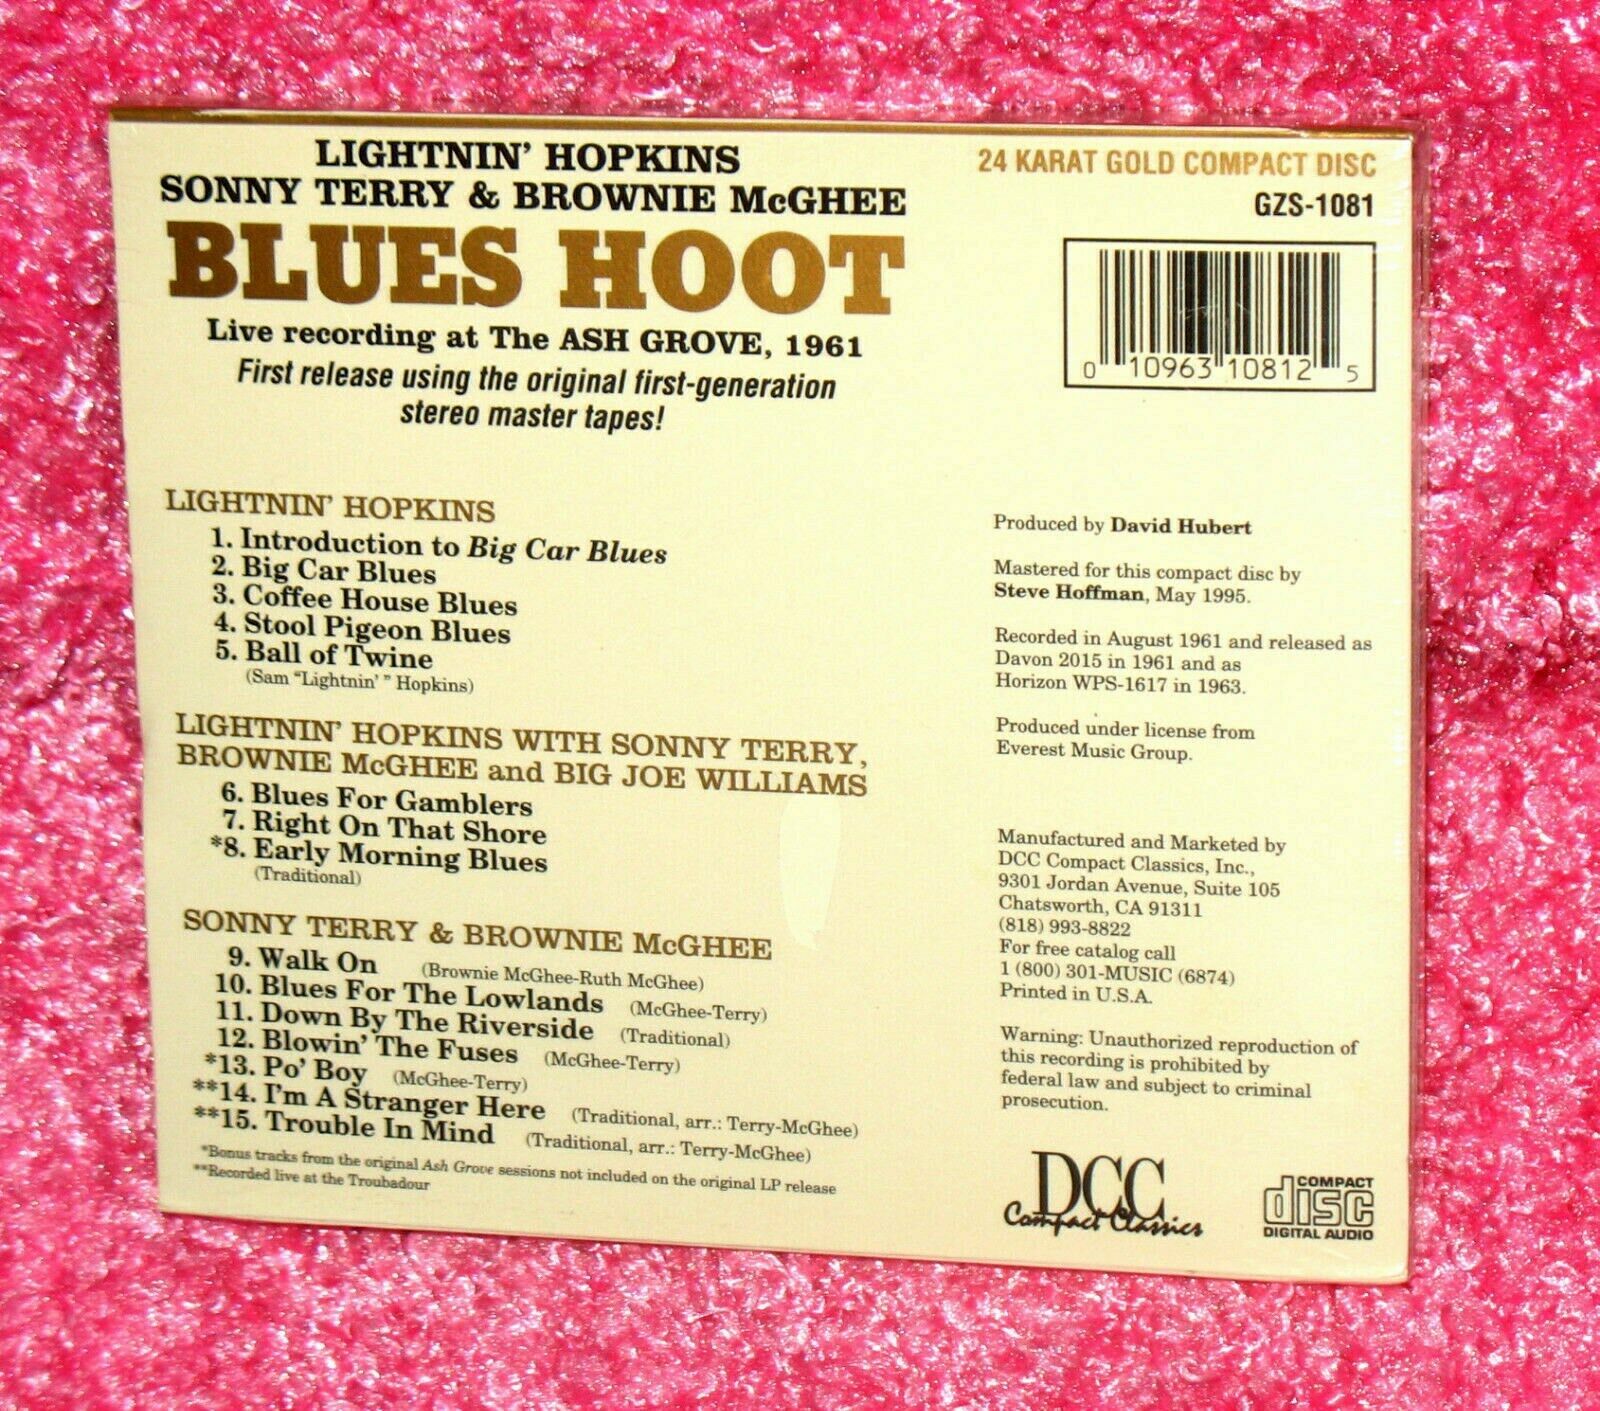 LIGHTNIN' HOPKINS
SONNY TERRY & BROWNIE McGHEE
BLUES HOOT
Live recording at The ASH GROVE, 1961
First release using the original first-generation
stereo master tapes!
24 KARAT GOLD COMPACT DISC
GZS-1081
0 10963 10812 5
LIGHTNIN' HOPKINS
1. Introduction to Big Car Blues
2. Big Car Blues
3. Coffee House Blues
4. Stool Pigeon Blues
5. Ball of Twine
(Sam "Lightnin' " Hopkins)
LIGHTNIN' HOPKINS WITH SONNY TERRY,
BROWNIE McGHEE and BIG JOE WILLIAMS
6. Blues For Gamblers
7. Right On That Shore
*8. Early Morning Blues
(Traditional)
SONNY TERRY & BROWNIE McGHEE
9. Walk On (Brownie McGhee-Ruth McGhee)
10. Blues For The Lowlands (McGhee-Terry)
11. Down By The Riverside (Traditional)
12. Blowin' The Fuses (McGhee-Terry)
*13. Po' Boy (McGhee-Terry)
**14. I'm A Stranger Here (Traditional, arr.: Terry-McGhee)
**15. Trouble In Mind (Traditional, arr.: Terry-McGhee)
*Bonus tracks from the original Ash Grove sessions not included on the original LP release
**Recorded live at the Troubadour
Produced by David Hubert
Mastered for this compact disc by
Steve Hoffman, May 1995.
Recorded in August 1961 and released as
Davon 2015 in 1961 and as
Horizon WPS-1617 in 1963.
Produced under license from
Everest Music Group.
Manufactured and Marketed by
DCC Compact Classics, Inc.,
9301 Jordan Avenue, Suite 105
Chatsworth, CA 91311
(818) 993-8822
For free catalog call
1 (800) 301-MUSIC (6874)
Printed in U.S.A.
Warning: Unauthorized reproduction of
this recording is prohibited by
federal law and subject to criminal
prosecution.
DCC
Compact Classics
COMPACT
disc
DIGITAL AUDIO